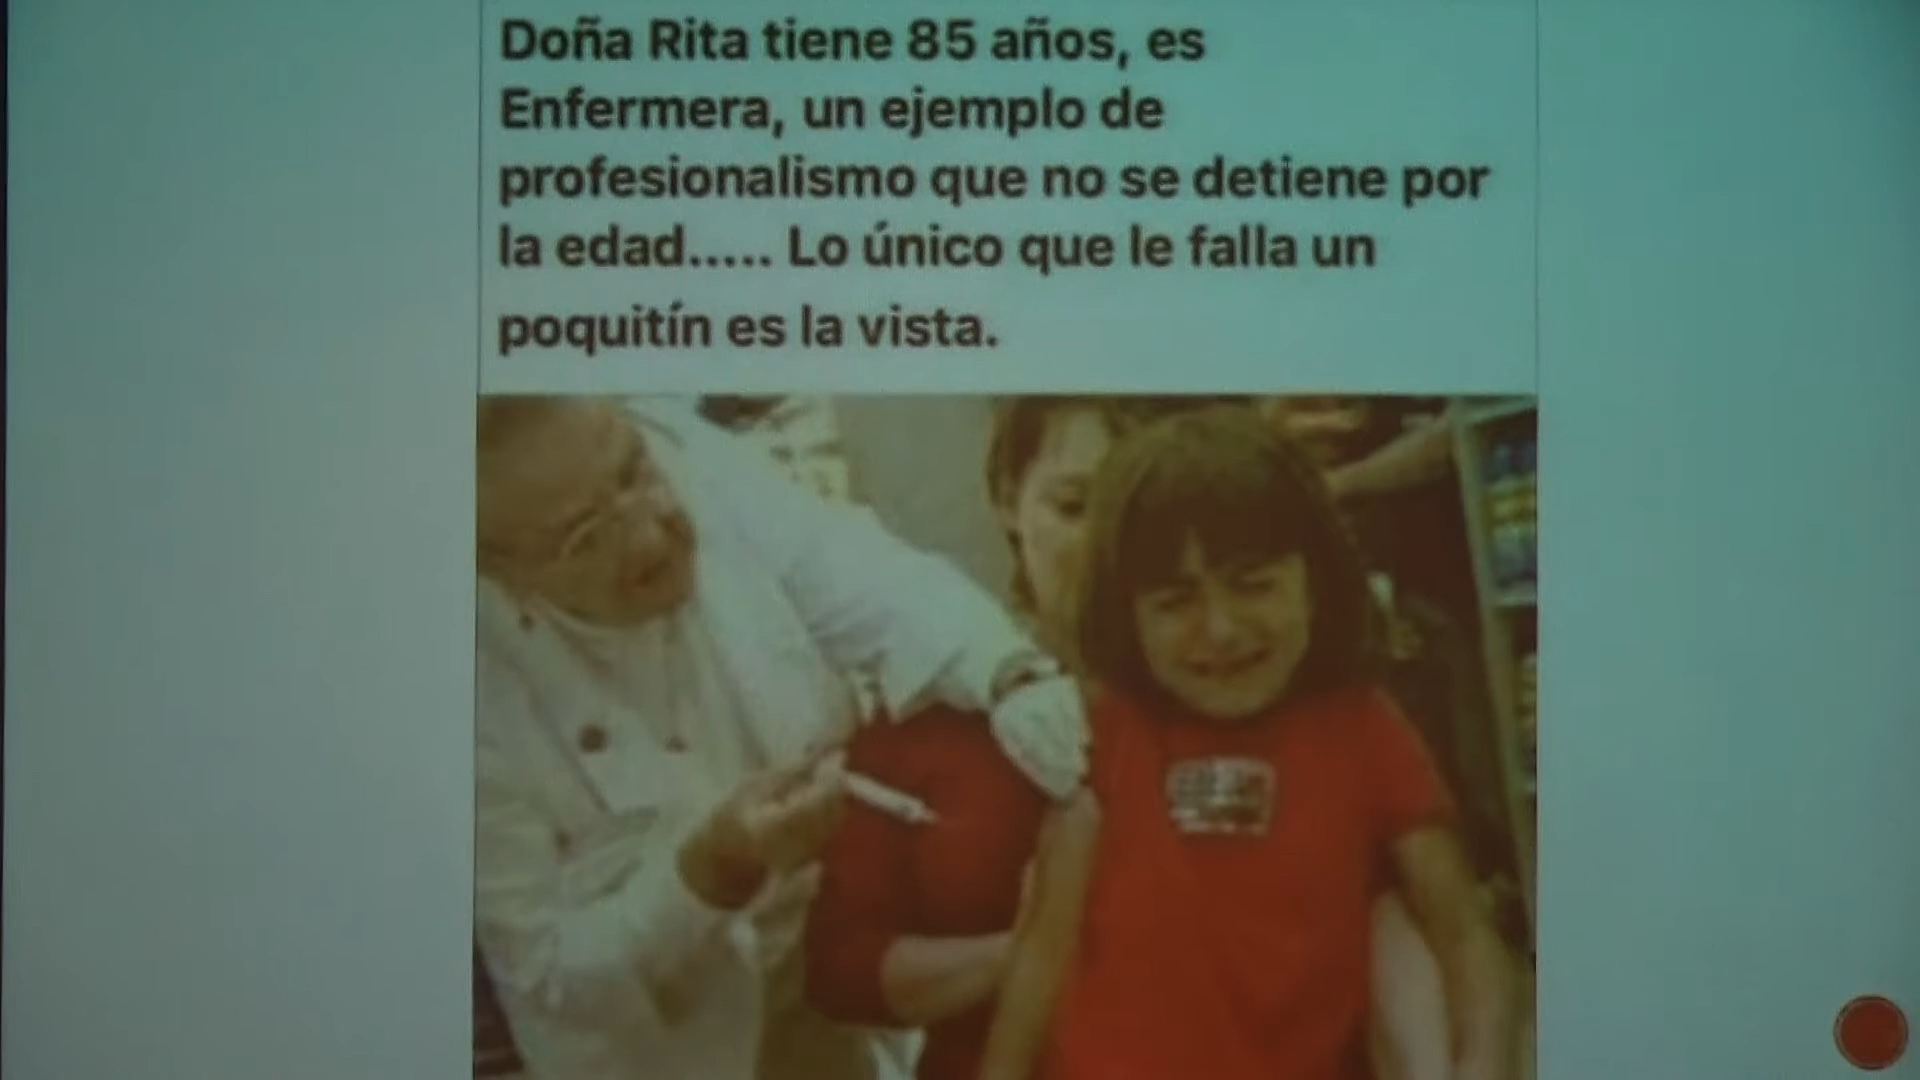 Doña Rita tiene 85 años, es
Enfermera, un ejemplo de
profesionalismo que no se detiene por
la edad..... Lo único que le falla un
poquitín es la vista.